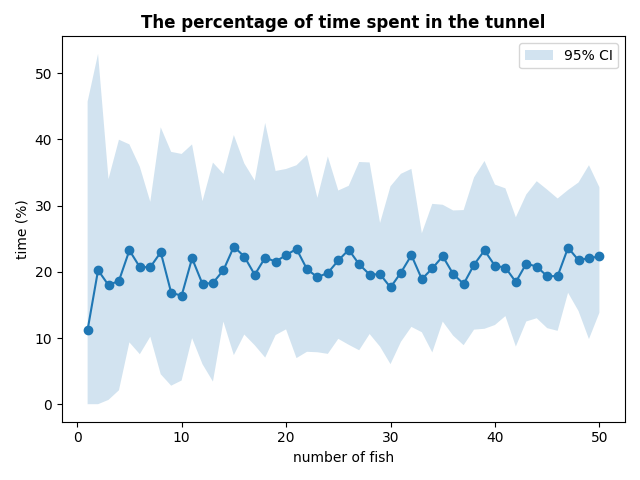 The percentage of time spent in the tunnel
95% CI
time (%)
50
40
30
20
10
0
0 10 20 30 40 50
number of fish